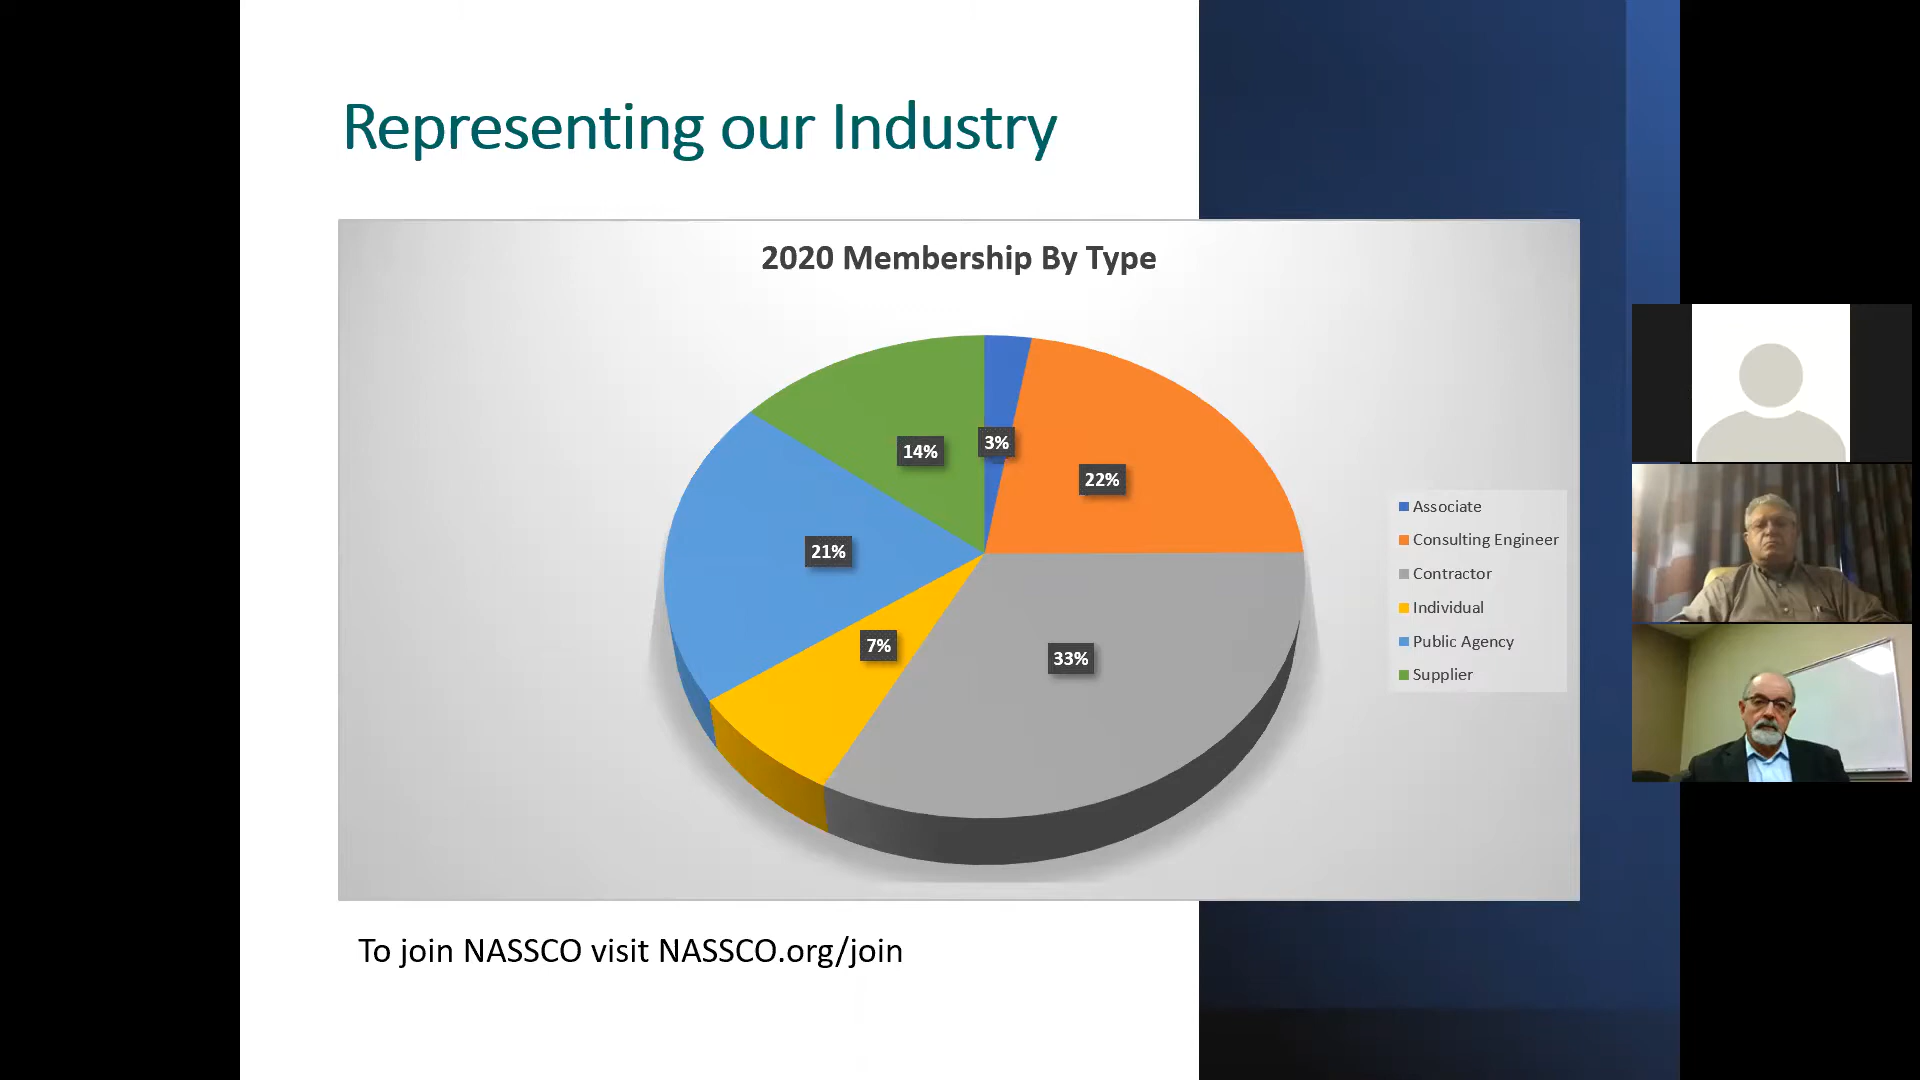 Representing our Industry
2020 Membership By Type
3%
22%
14%
21%
7%
33%
Associate
Consulting Engineer
Contractor
Individual
Public Agency
Supplier
To join NASSCO visit NASSCO.org/join